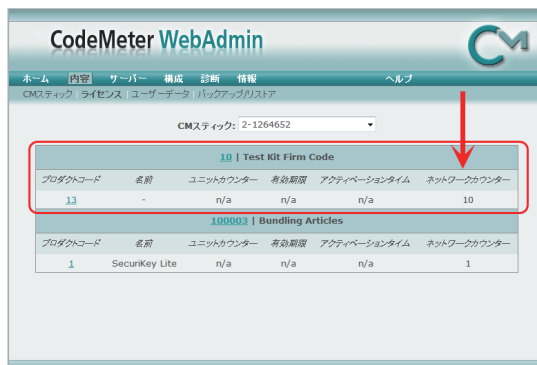 CodeMeter WebAdmin
CM
ホーム 内容 サーバー 構成 診断 情報 ヘルプ
CMスティック ライセンス ユーザーデータ バックアップ/リストア
CMスティック: 2-1264652
10 | Test Kit Firm Code
プロダクトコード 名前 ユニットカウンター 有効期限 アクティベーションタイム ネットワークカウンター
13 - n/a n/a n/a 10
100003 | Bundling Articles
プロダクトコード 名前 ユニットカウンター 有効期限 アクティベーションタイム ネットワークカウンター
1 SecuriKey Lite n/a n/a n/a 1